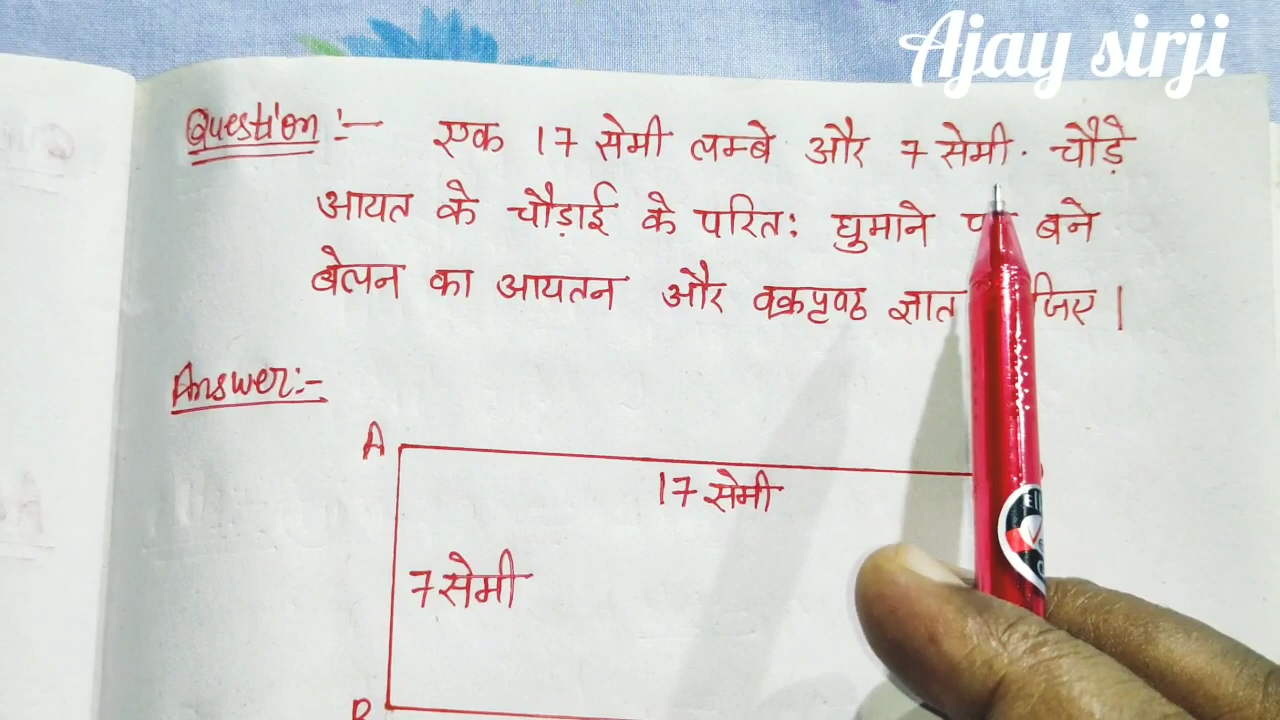 Ajay sirji
Question :- एक 17 सेमी लम्बे और 7 सेमी. चौड़े
आयत के चौड़ाई के परित: घुमाने बने
बेलन का आयतन और वक्रपृष्ठ ज्ञात
Answer:-
A
17 सेमी
7 सेमी
B